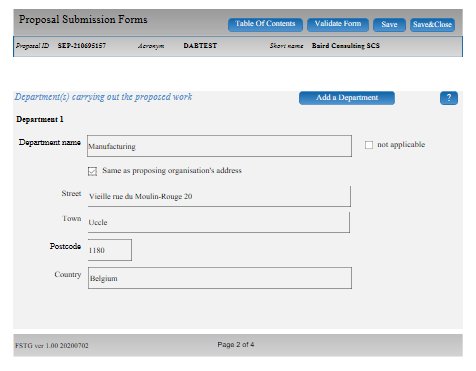 Proposal Submission Forms
Table Of Contents Validate Form Save Save&Close
Proposal ID SEP-210695157 Acronym DABTEST Short name Baird Consulting SCS
Department(s) carrying out the proposed work Add a Department ?
Department 1
Department name Manufacturing not applicable
Same as proposing organisation's address
Street Vieille rue du Moulin-Rouge 20
Town Uccle
Postcode 1180
Country Belgium
FSTG ver 1.00 20200702 Page 2 of 4